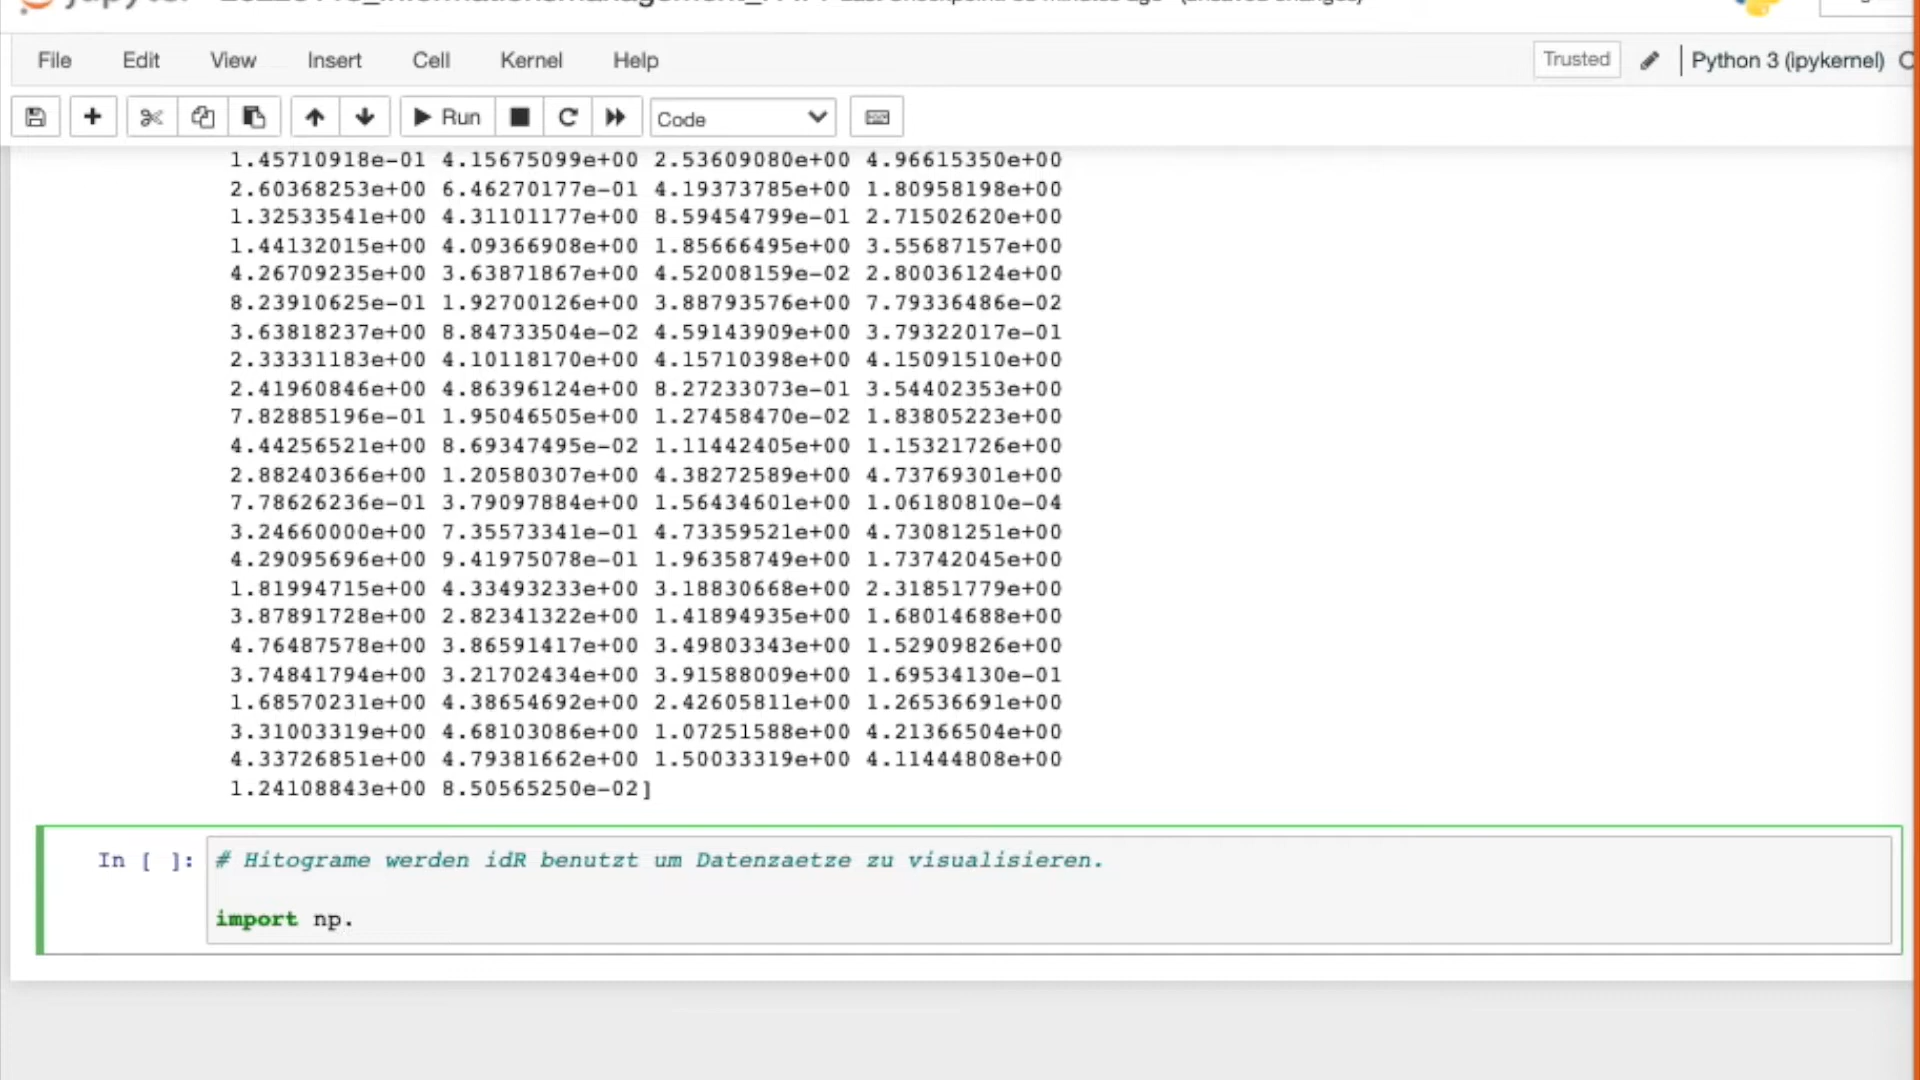 File Edit View Insert Cell Kernel Help Trusted Python 3 (ipykernel)
Run Code
1.45710918e-01 4.15675099e+00 2.53609080e+00 4.96615350e+00
2.60368253e+00 6.46270177e-01 4.19373785e+00 1.80958198e+00
1.32533541e+00 4.31101177e+00 8.59454799e-01 2.71502620e+00
1.44132015e+00 4.09366908e+00 1.85666495e+00 3.55687157e+00
4.26709235e+00 3.63871867e+00 4.52008159e-02 2.80036124e+00
8.23910625e-01 1.92700126e+00 3.88793576e+00 7.79336486e-02
3.63818237e+00 8.84733504e-02 4.59143909e+00 3.79322017e-01
2.33331183e+00 4.10118170e+00 4.15710398e+00 4.15091510e+00
2.41960846e+00 4.86396124e+00 8.27233073e-01 3.54402353e+00
7.82885196e-01 1.95046505e+00 1.27458470e-02 1.83805223e+00
4.44256521e+00 8.69347495e-02 1.11442405e+00 1.15321726e+00
2.88240366e+00 1.20580307e+00 4.38272589e+00 4.73769301e+00
7.78626236e-01 3.79097884e+00 1.56434601e+00 1.06180810e-04
3.24660000e+00 7.35573341e-01 4.73359521e+00 4.73081251e+00
4.29095696e+00 9.41975078e-01 1.96358749e+00 1.73742045e+00
1.81994715e+00 4.33493233e+00 3.18830668e+00 2.31851779e+00
3.87891728e+00 2.82341322e+00 1.41894935e+00 1.68014688e+00
4.76487578e+00 3.86591417e+00 3.49803343e+00 1.52909826e+00
3.74841794e+00 3.21702434e+00 3.91588009e+00 1.69534130e-01
1.68570231e+00 4.38654692e+00 2.42605811e+00 1.26536691e+00
3.31003319e+00 4.68103086e+00 1.07251588e+00 4.21366504e+00
4.33726851e+00 4.79381662e+00 1.50033319e+00 4.11444808e+00
1.24108843e+00 8.50565250e-02]
In [ ]: # Hitograme werden idR benutzt um Datenzaetze zu visualisieren.
import np.